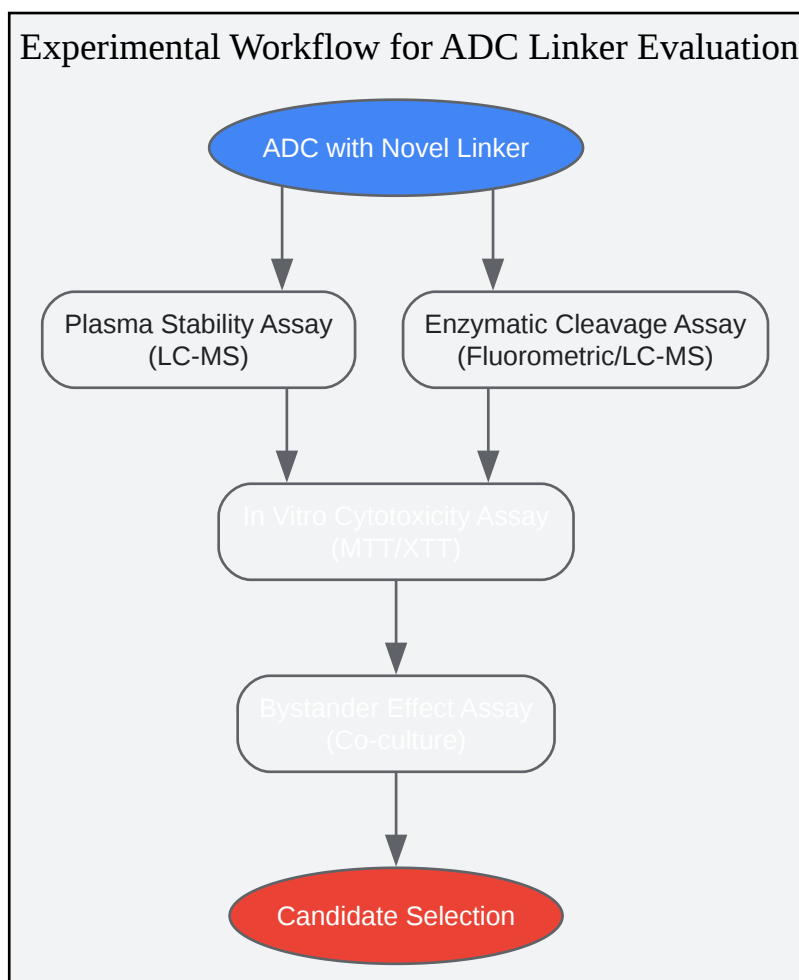 Experimental Workflow for ADC Linker Evaluation
ADC with Novel Linker
Plasma Stability Assay
(LC-MS)
Enzymatic Cleavage Assay
(Fluorometric/LC-MS)
In Vitro Cytotoxicity Assay
(MTT/XTT)
Bystander Effect Assay
(Co-culture)
Candidate Selection